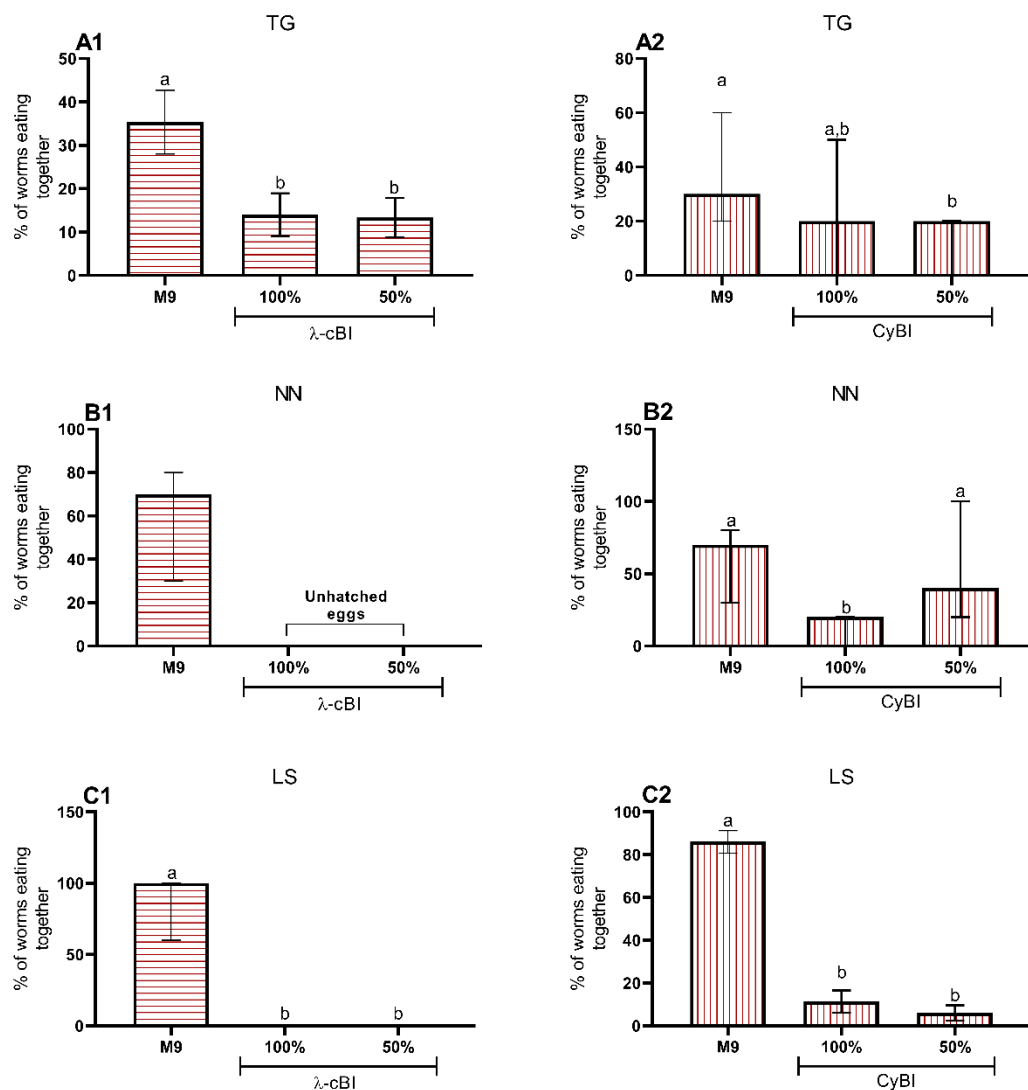 TG
A1
50
40
30
20
10
0
% of worms eating
together
a
b
b
M9
100%
50%
λ-cBI
TG
A2
80
60
40
20
0
% of worms eating
together
a
a,b
b
M9
100%
50%
CyBI
NN
B1
100
80
60
40
20
0
% of worms eating
together
Unhatched
eggs
M9
100%
50%
λ-cBI
NN
B2
150
100
50
0
% of worms eating
together
a
b
a
M9
100%
50%
CyBI
LS
C1
150
100
50
0
% of worms eating
together
a
b
b
M9
100%
50%
λ-cBI
LS
C2
100
80
60
40
20
0
% of worms eating
together
a
b
b
M9
100%
50%
CyBI